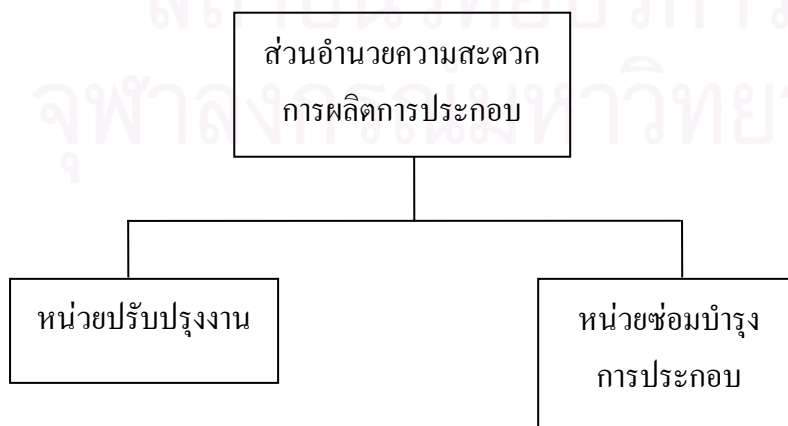 ส่วนอำนวยความสะดวก
การผลิตการประกอบ
หน่วยปรับปรุงงาน
หน่วยซ่อมบำรุง
การประกอบ